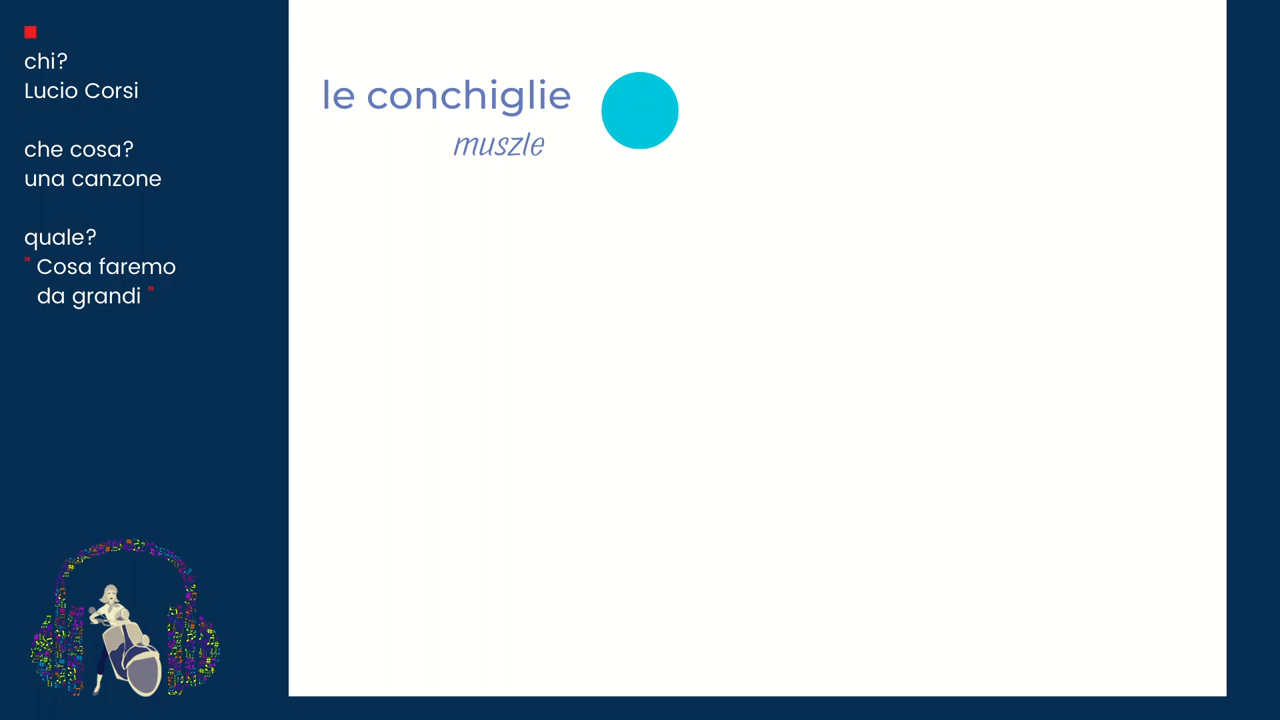 chi?
Lucio Corsi
che cosa?
una canzone
quale?
" Cosa faremo
da grandi "
le conchiglie
muszle